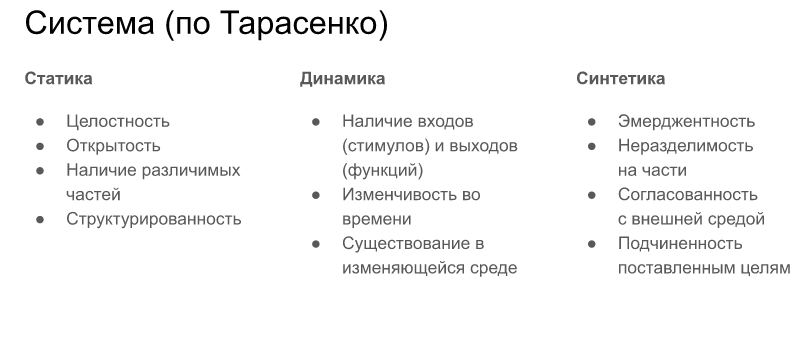 Система (по Тарасенко)
Статика
● Целостность
● Открытость
● Наличие различимых
частей
● Структурированность
Динамика
● Наличие входов
(стимулов) и выходов
(функций)
● Изменчивость во
времени
● Существование в
изменяющейся среде
Синтетика
● Эмерджентность
● Неразделимость
на части
● Согласованность
с внешней средой
● Подчиненность
поставленным целям